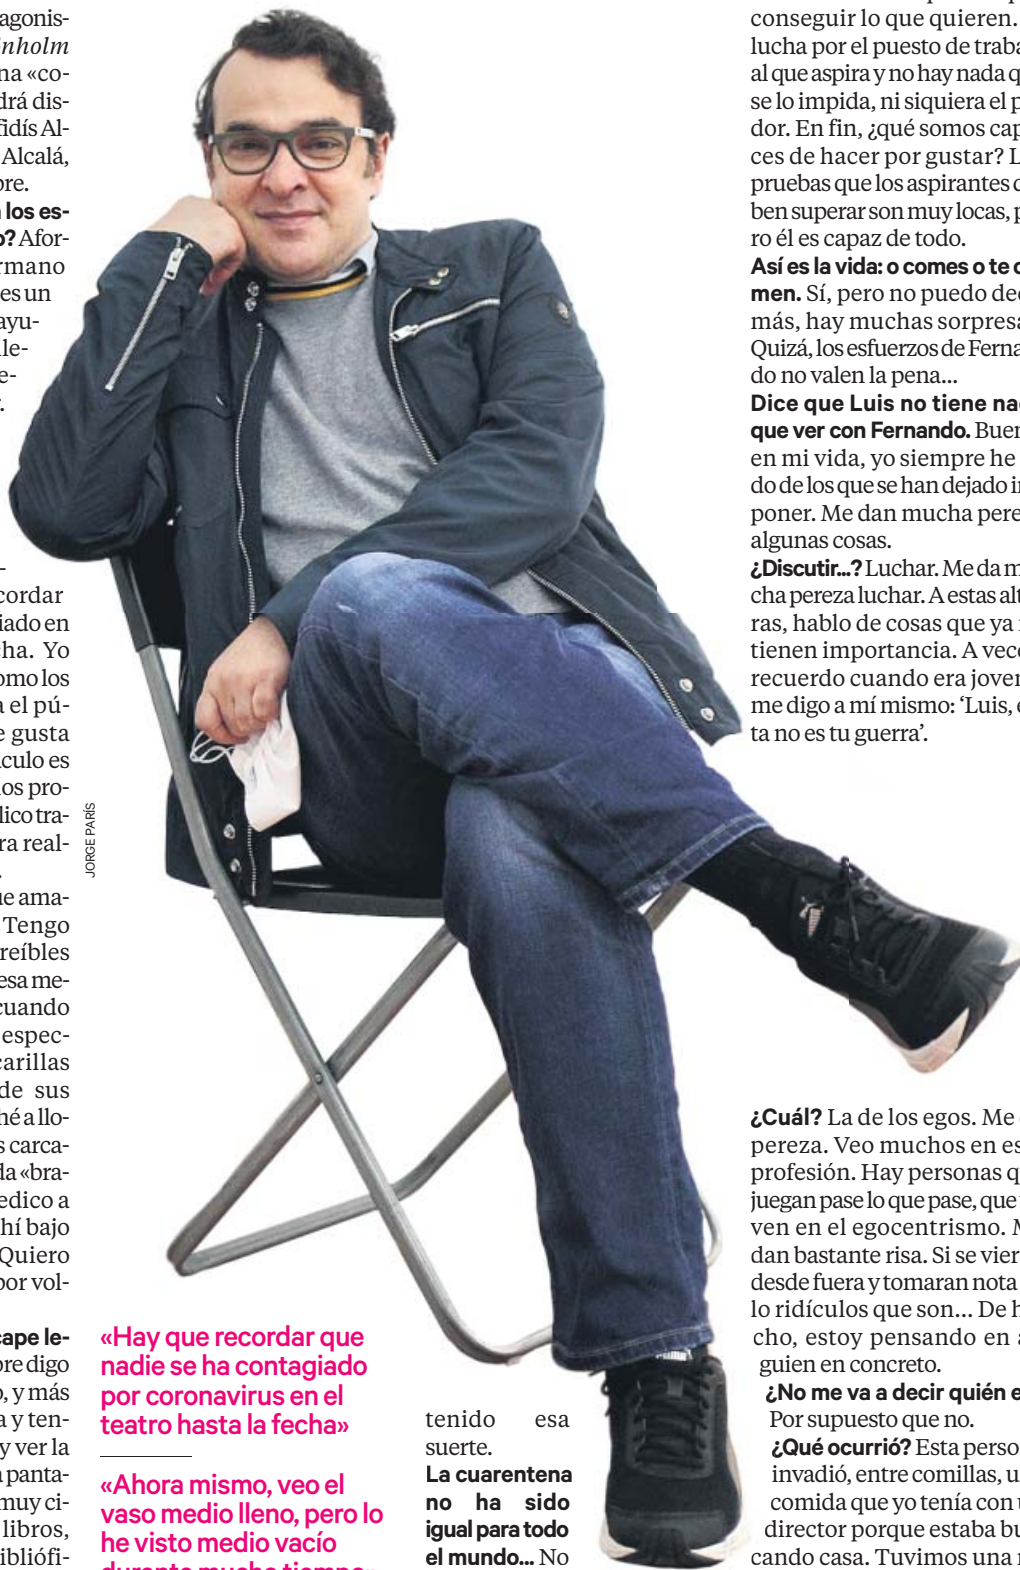 agonis-
nholm
na «co-
drá dis-
fidís Al-
Alcalá,
bre.
los es-
o? Afor-
rmano
es un
ayu-
lle-
e-
cordar
iado en
cha. Yo
omo los
a el pú-
e gusta
culo es
los pro-
lico tra-
ra real-
ue ama-
Tengo
reíbles
esa me-
cuando
espec-
carillas
de sus
hé a llo-
s carca-
da «bra-
edico a
hí bajo
Quiero
por vol-
cape le-
bre digo
o, y más
a y ten-
y ver la
a panta-
muy ci-
libros,
ibliófi-
JORGE PARÍS
«Hay que recordar que
nadie se ha contagiado
por coronavirus en el
teatro hasta la fecha»
«Ahora mismo, veo el
vaso medio lleno, pero lo
he visto medio vacío
durante mucho tiempo»
tenido esa
suerte.
La cuarentena
no ha sido
igual para todo
el mundo... No
conseguir lo que quieren.
lucha por el puesto de traba
al que aspira y no hay nada q
se lo impida, ni siquiera el p
dor. En fin, ¿qué somos cap
ces de hacer por gustar? L
pruebas que los aspirantes d
ben superar son muy locas, p
ro él es capaz de todo.
Así es la vida: o comes o te c
men. Sí, pero no puedo dec
más, hay muchas sorpresa
Quizá, los esfuerzos de Ferna
do no valen la pena...
Dice que Luis no tiene nad
que ver con Fernando. Buen
en mi vida, yo siempre he
do de los que se han dejado im
poner. Me dan mucha pere
algunas cosas.
¿Discutir...? Luchar. Me da m
cha pereza luchar. A estas alt
ras, hablo de cosas que ya
tienen importancia. A vece
recuerdo cuando era joven
me digo a mí mismo: ‘Luis, e
ta no es tu guerra’.
¿Cuál? La de los egos. Me
pereza. Veo muchos en es
profesión. Hay personas q
juegan pase lo que pase, que
ven en el egocentrismo. M
dan bastante risa. Si se vier
desde fuera y tomaran nota
lo ridículos que son... De h
cho, estoy pensando en a
guien en concreto.
¿No me va a decir quién e
Por supuesto que no.
¿Qué ocurrió? Esta perso
invadió, entre comillas, u
comida que yo tenía con u
director porque estaba bu
cando casa. Tuvimos una